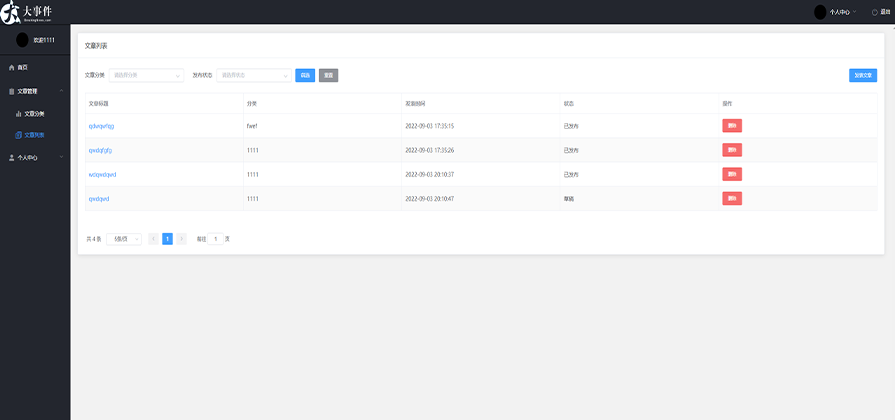 大事件
个人中心
退出
欢迎1111
首页
文章管理
文章分类
文章列表
个人中心
文章列表
文章分类 请选择分类 发布状态 请选择状态 筛选 重置 发表文章
文章标题 分类 发表时间 状态 操作
fwef 2022-09-03 17:35:15 已发布 删除
1111 2022-09-03 17:35:26 已发布 删除
wdqwdqwd 1111 2022-09-03 20:10:37 已发布 删除
qwdqwd 1111 2022-09-03 20:10:47 草稿 删除
共 4 条 1 前往 1 页